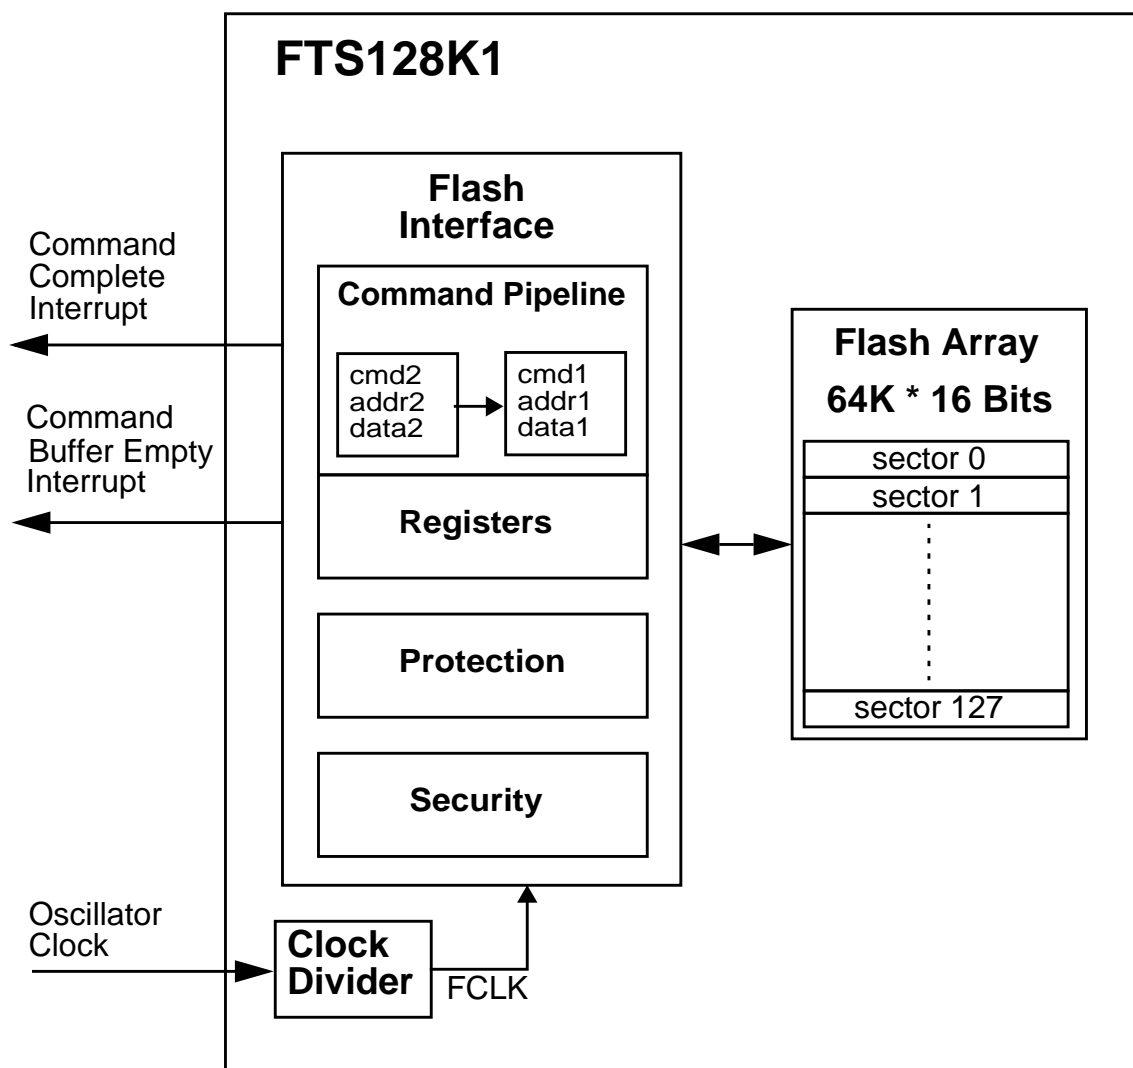 FTS128K1
Flash
Interface
Command
Complete
Interrupt
Command Pipeline
cmd2
addr2
data2
cmd1
addr1
data1
Command
Buffer Empty
Interrupt
Registers
Protection
Security
Flash Array
64K * 16 Bits
sector 0
sector 1
sector 127
Oscillator
Clock
Clock
Divider
FCLK